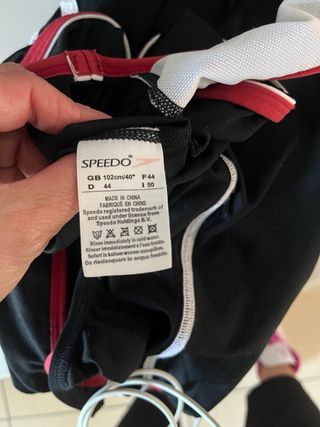 SPEEDO
GB 102cm/40" F 44
D 44 I 50
MADE IN CHINA
FABRIQUÉ EN CHINE
Speedo registered trademark of
and used under licence from
Speedo Holdings B.V.
Rinse immediately in cold water.
Rincer immédiatement à l'eau froide.
Sofort in kaltem wasser ausspülen.
Da risciacquare in acqua fredda.